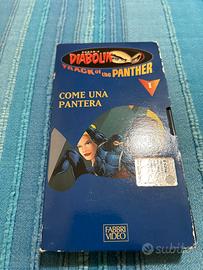 DIABOLIK
TRACK of the PANTHER
1
COME UNA
PANTERA
FABBRI
VIDEO
subito